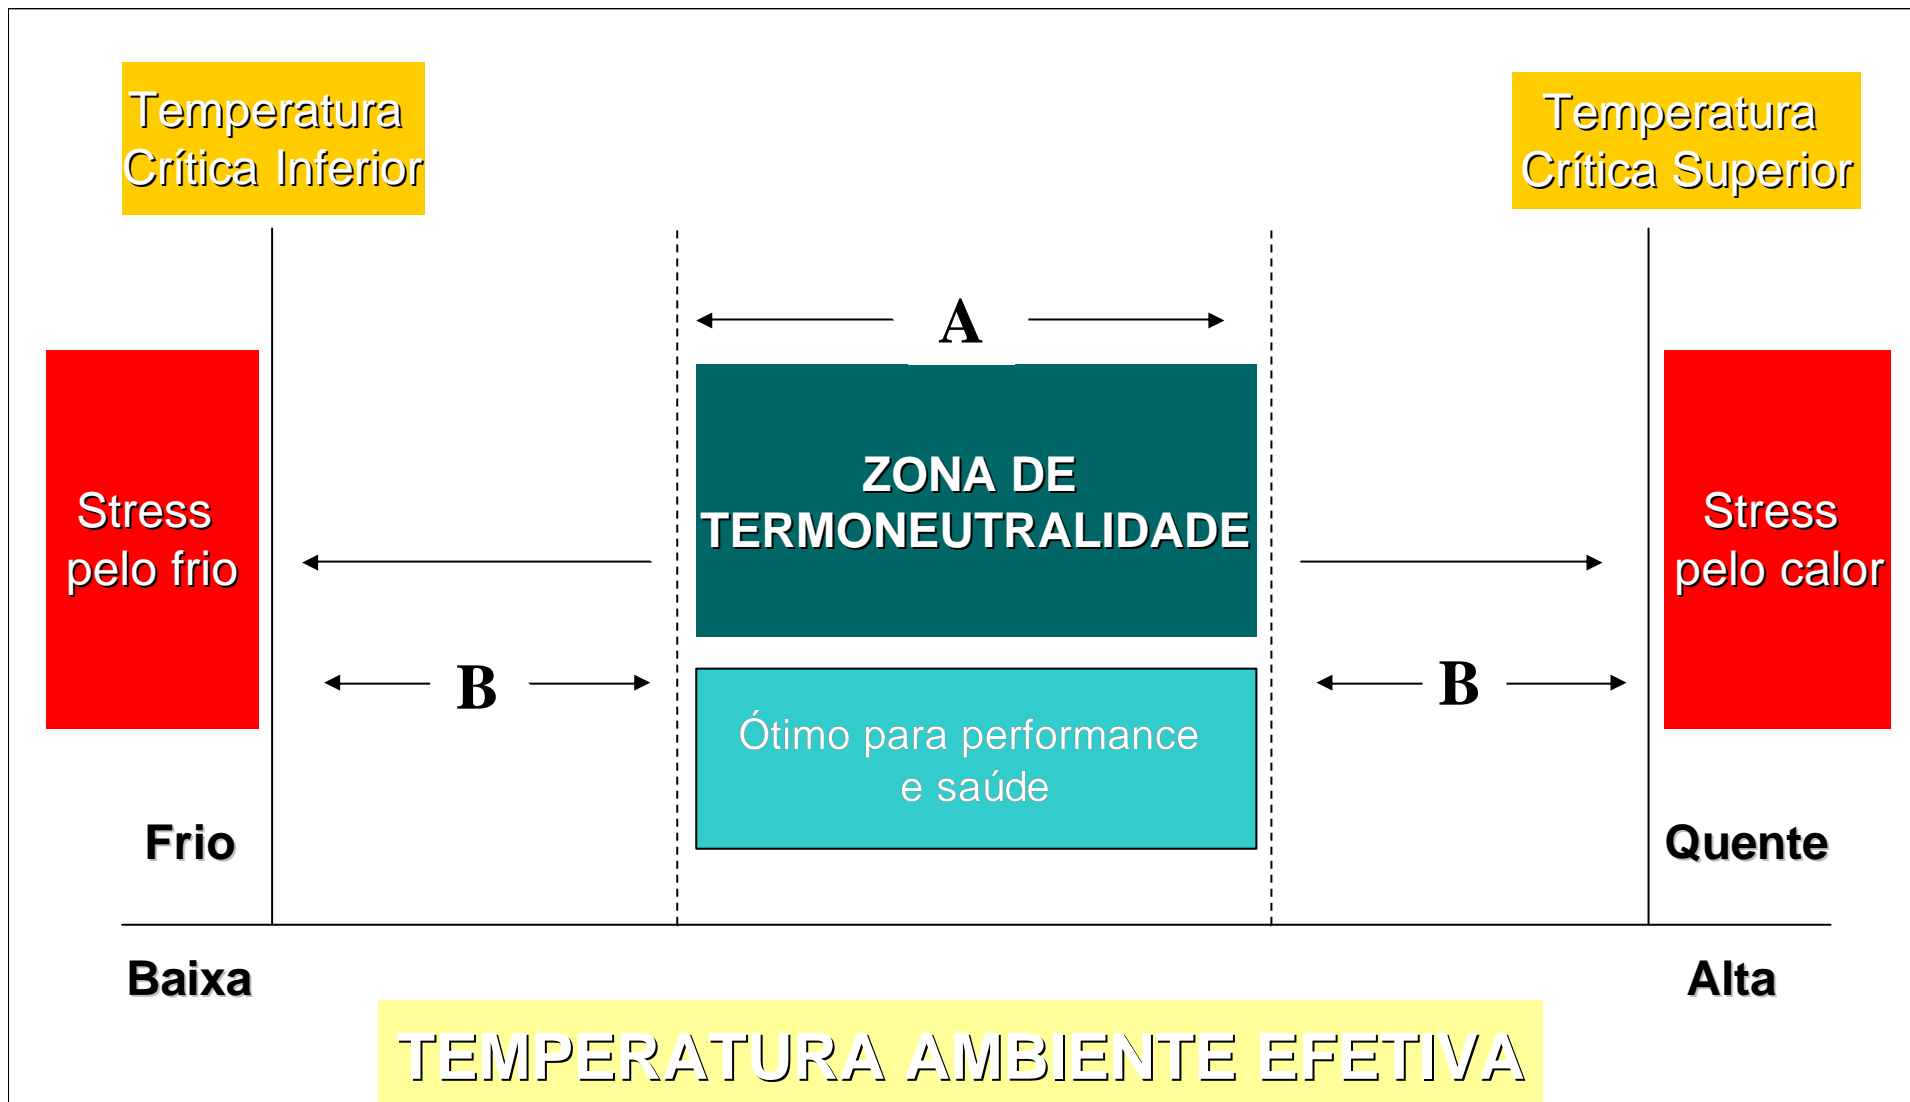 Temperatura
Crítica Inferior
Temperatura
Crítica Superior
A
Stress
pelo frio
ZONA DE
TERMONEUTRALIDADE
Stress
pelo calor
B
B
Ótimo para performance
e saúde
Frio
Quente
Baixa
Alta
TEMPERATURA AMBIENTE EFETIVA